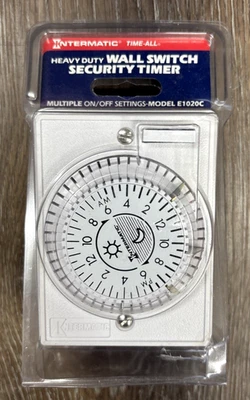 INTERMATIC TIME-ALL®
HEAVY DUTY WALL SWITCH
SECURITY TIMER
MULTIPLE ON/OFF SETTINGS-MODEL E1020C
AM
2 4 6 8 10 12 2 4 6 8 10 12
PM
INTERMATIC